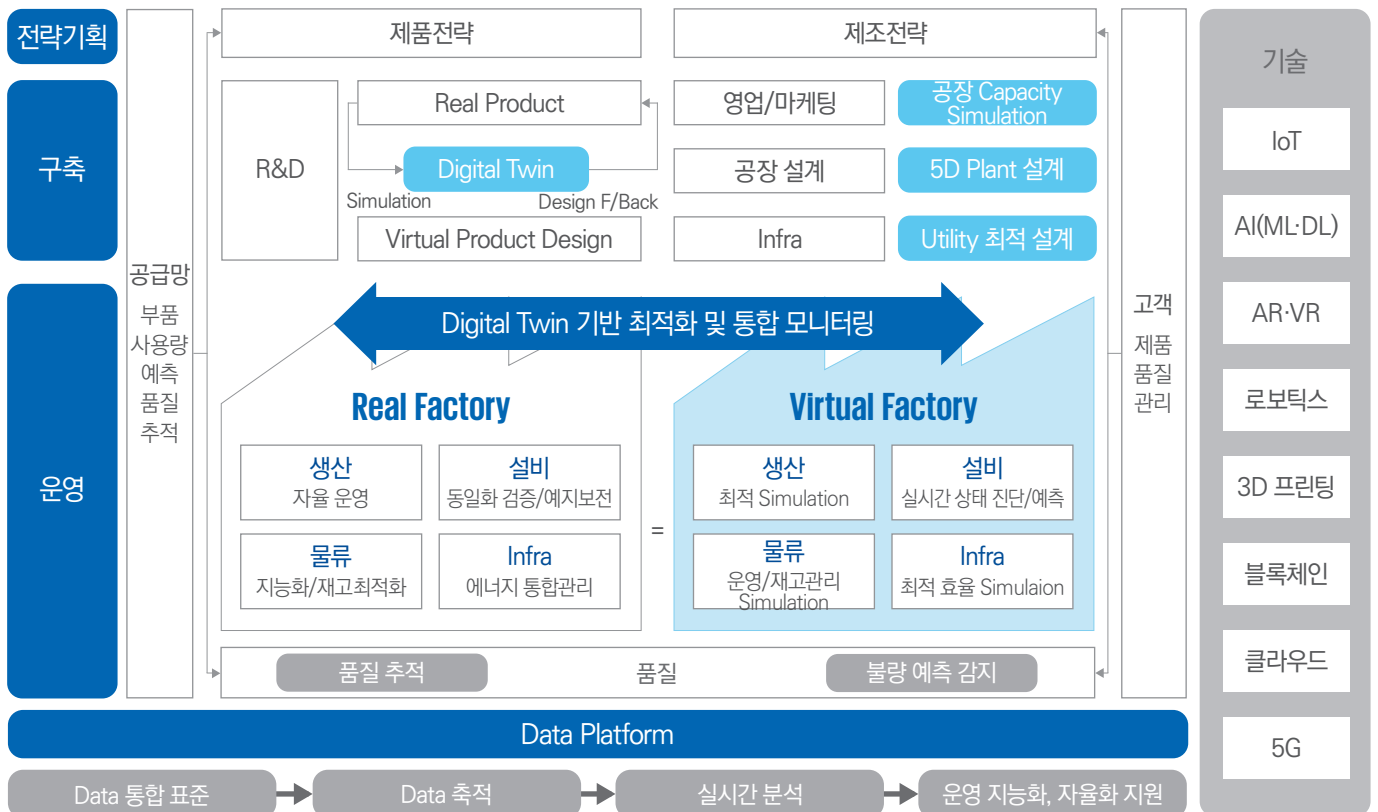 전략기획
구축
운영
공급망
부품
사용량
예측
품질
추적
제품전략
제조전략
R&D
Real Product
Digital Twin
Simulation
Design F/Back
Virtual Product Design
영업/마케팅
공장 Capacity
Simulation
공장 설계
5D Plant 설계
Infra
Utility 최적 설계
Digital Twin 기반 최적화 및 통합 모니터링
Real Factory
생산
자율 운영
설비
동일화 검증/예지보전
물류
지능화/재고최적화
Infra
에너지 통합관리
=
Virtual Factory
생산
최적 Simulation
설비
실시간 상태 진단/예측
물류
운영/재고관리
Simulation
Infra
최적 효율 Simulaion
품질 추적
품질
불량 예측 감지
고객
제품
품질
관리
Data Platform
Data 통합 표준
Data 축적
실시간 분석
운영 지능화, 자율화 지원
기술
IoT
AI(ML·DL)
AR·VR
로보틱스
3D 프린팅
블록체인
클라우드
5G